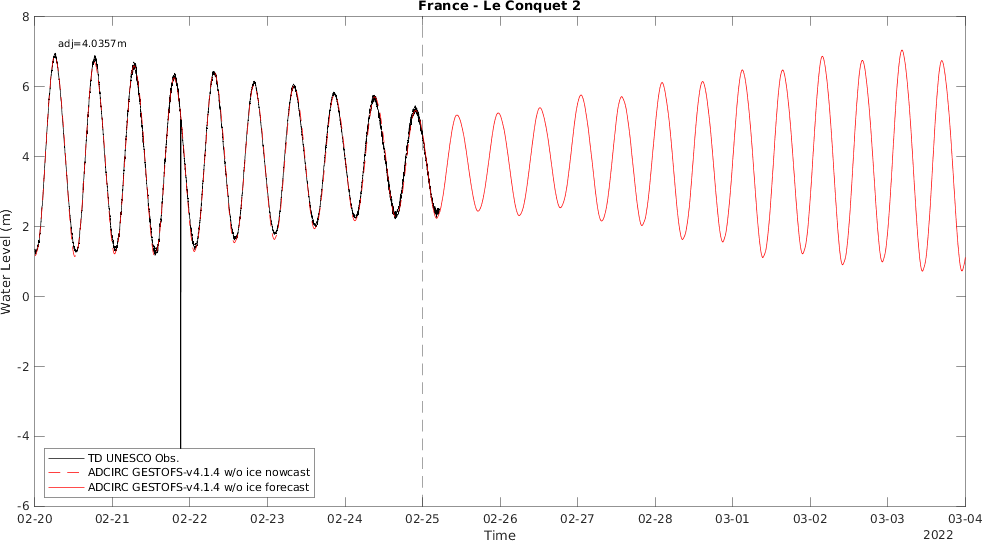 France - Le Conquet 2
adj=4.0357m
8
6
4
2
0
-2
-4
-6
Water Level (m)
TD UNESCO Obs.
ADCIRC GESTOFS-v4.1.4 w/o ice nowcast
ADCIRC GESTOFS-v4.1.4 w/o ice forecast
02-20 02-21 02-22 02-23 02-24 02-25 02-26 02-27 02-28 03-01 03-02 03-03 03-04
Time
2022